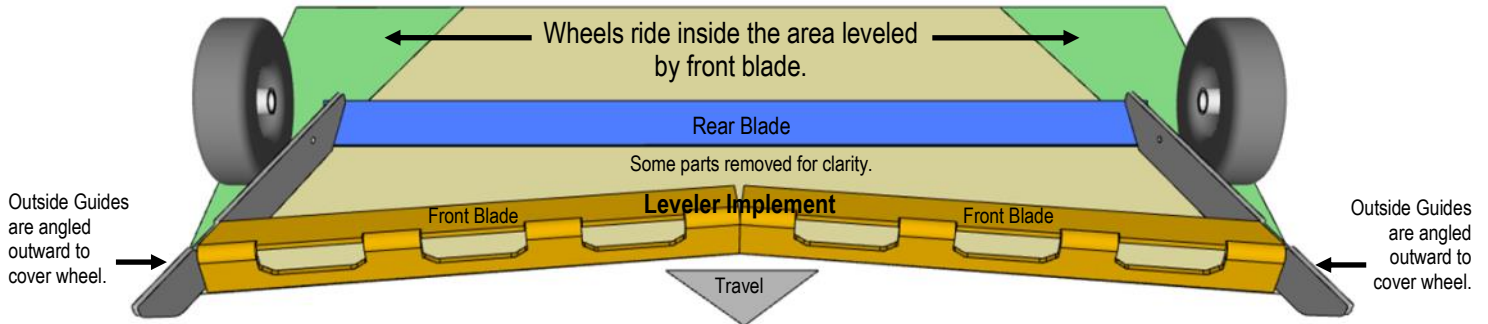 Wheels ride inside the area leveled
by front blade.
Rear Blade
Some parts removed for clarity.
Leveler Implement
Front Blade
Front Blade
Outside Guides
are angled
outward to
cover wheel.
Outside Guides
are angled
outward to
cover wheel.
Travel